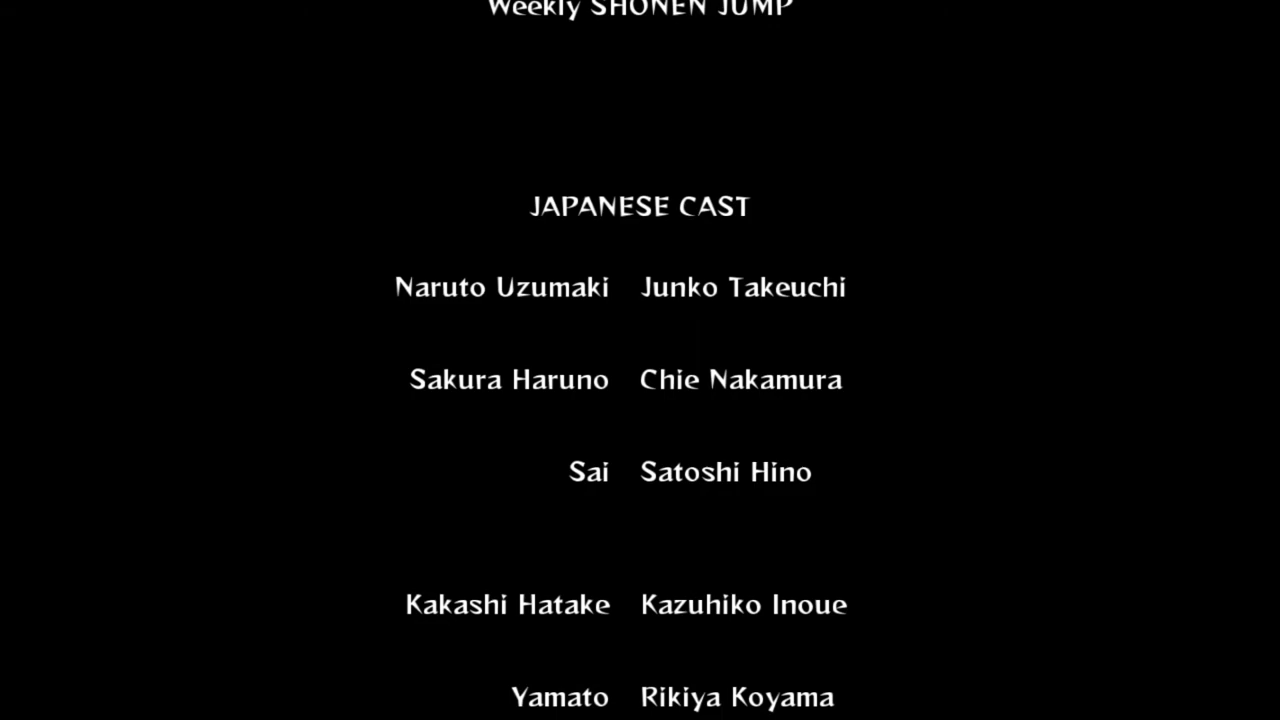 Weekly SHONEN JUMP
JAPANESE CAST
Naruto Uzumaki Junko Takeuchi
Sakura Haruno Chie Nakamura
Sai Satoshi Hino
Kakashi Hatake Kazuhiko Inoue
Yamato Rikiya Koyama